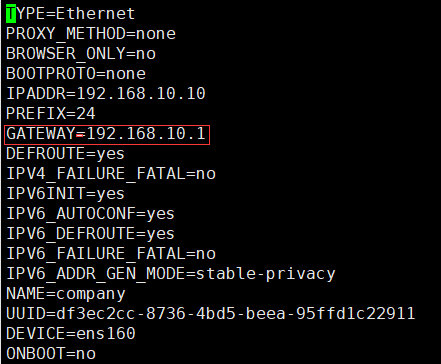 TYPE=Ethernet
PROXY_METHOD=none
BROWSER_ONLY=no
BOOTPROTO=none
IPADDR=192.168.10.10
PREFIX=24
GATEWAY=192.168.10.1
DEFROUTE=yes
IPV4_FAILURE_FATAL=no
IPV6INIT=yes
IPV6_AUTOCONF=yes
IPV6_DEFROUTE=yes
IPV6_FAILURE_FATAL=no
IPV6_ADDR_GEN_MODE=stable-privacy
NAME=company
UUID=df3ec2cc-8736-4bd5-beea-95ffd1c22911
DEVICE=ens160
ONBOOT=no